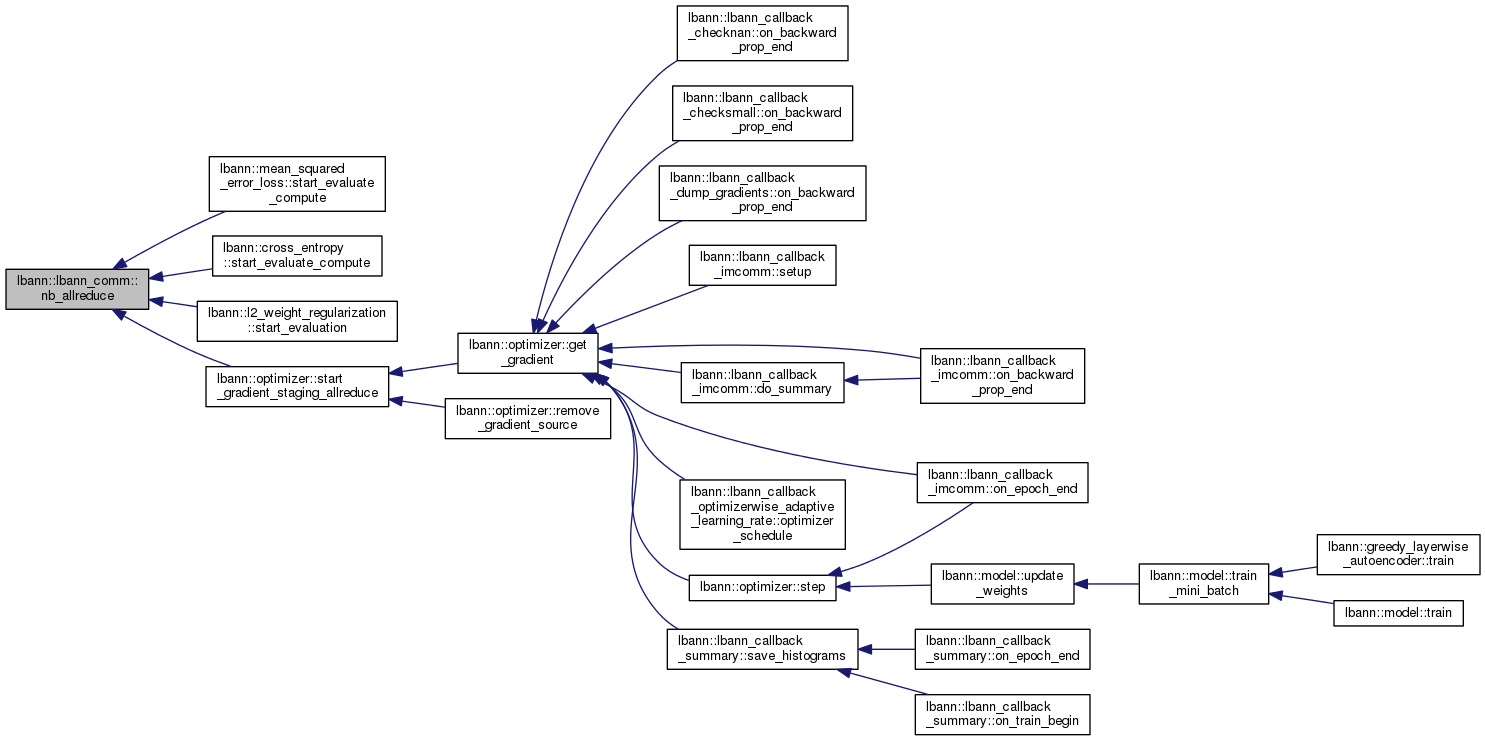 lbann::lbann_comm::
nb_allreduce
lbann::mean_squared
_error_loss::start_evaluate
_compute
lbann::cross_entropy
::start_evaluate_compute
lbann::l2_weight_regularization
::start_evaluation
lbann::optimizer::start
_gradient_staging_allreduce
lbann::optimizer::get
_gradient
lbann::optimizer::remove
_gradient_source
lbann::lbann_callback
_checknan::on_backward
_prop_end
lbann::lbann_callback
_checksmall::on_backward
_prop_end
lbann::lbann_callback
_dump_gradients::on_backward
_prop_end
lbann::lbann_callback
_imcomm::setup
lbann::lbann_callback
_imcomm::do_summary
lbann::lbann_callback
_imcomm::on_backward
_prop_end
lbann::lbann_callback
_imcomm::on_epoch_end
lbann::lbann_callback
_optimizerwise_adaptive
_learning_rate::optimizer
_schedule
lbann::optimizer::step
lbann::model::update
_weights
lbann::model::train
_mini_batch
lbann::greedy_layerwise
_autoencoder::train
lbann::model::train
lbann::lbann_callback
_summary::save_histograms
lbann::lbann_callback
_summary::on_epoch_end
lbann::lbann_callback
_summary::on_train_begin